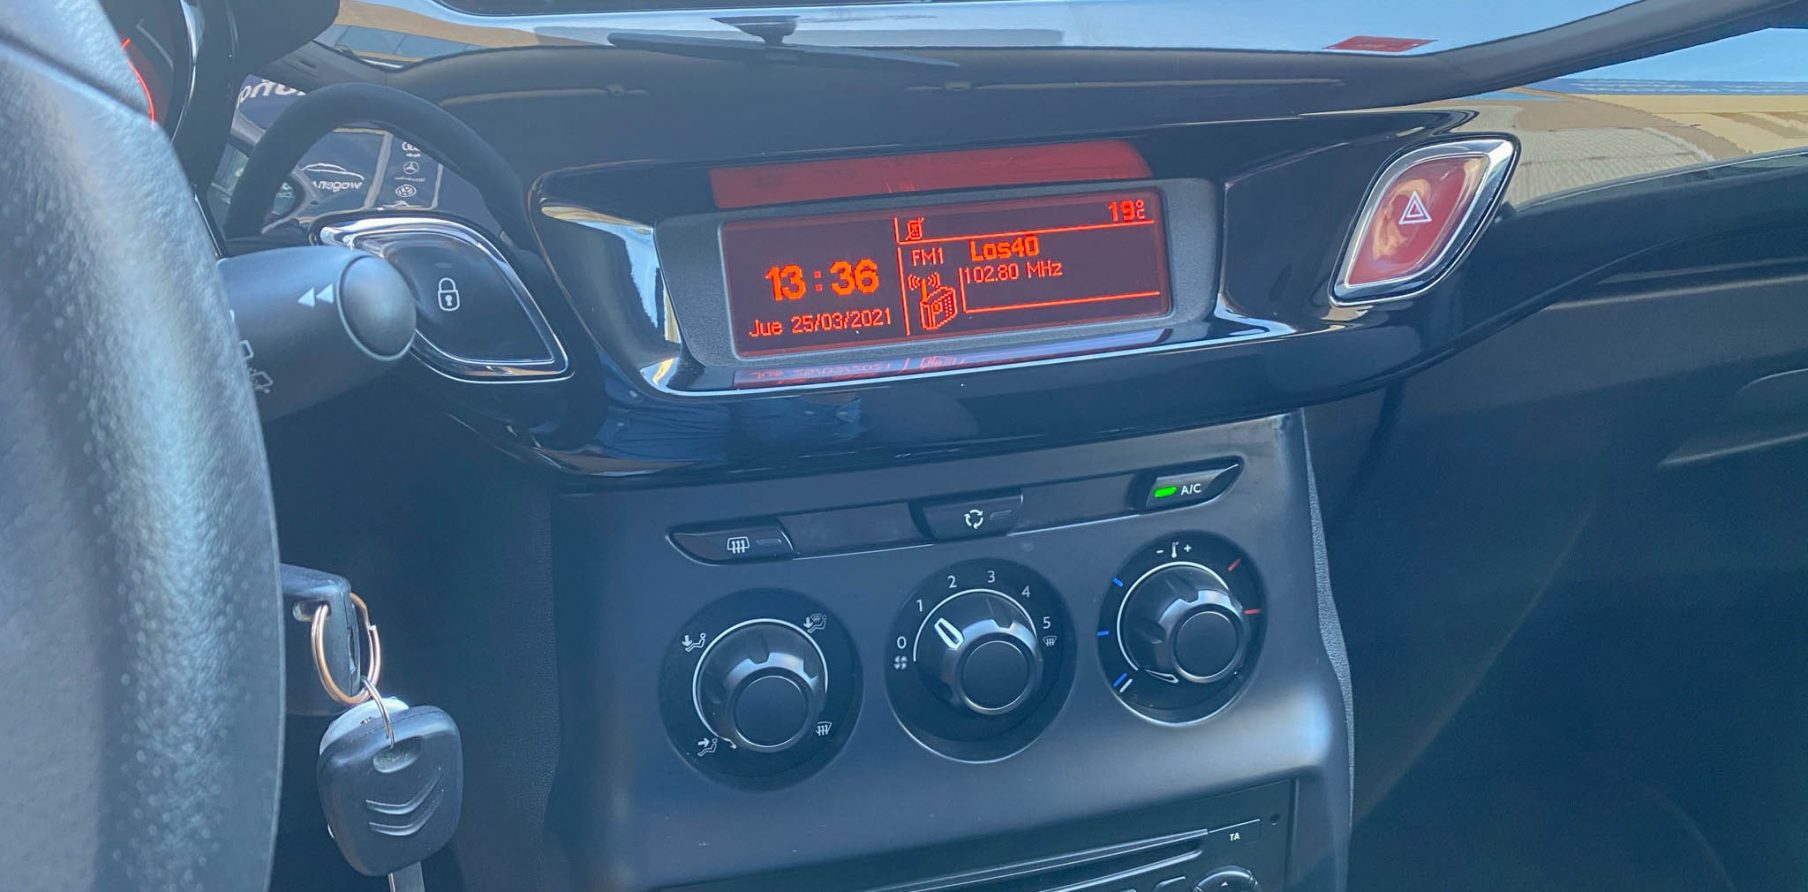 19°C
FM1 Los40
13:36
102.80 MHz
Jue 25/03/2021
A/C
0 1 2 3 4 5
- +
TA